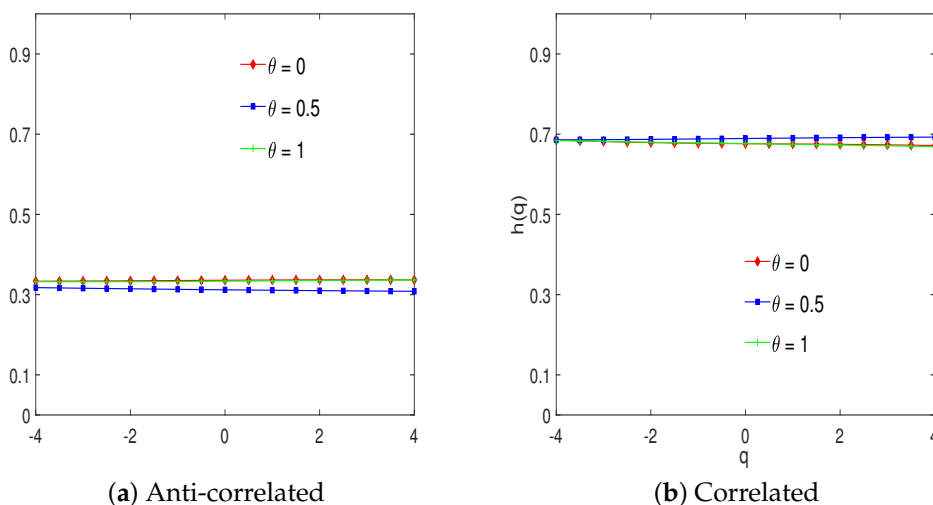 0.9
0.7
0.5
0.3
0.1
0
-4 -2 0 2 4
θ = 0
θ = 0.5
θ = 1
(a) Anti-correlated
0.9
0.7
0.5
0.3
0.1
0
h(q)
-4 -2 0 2 4
q
θ = 0
θ = 0.5
θ = 1
(b) Correlated